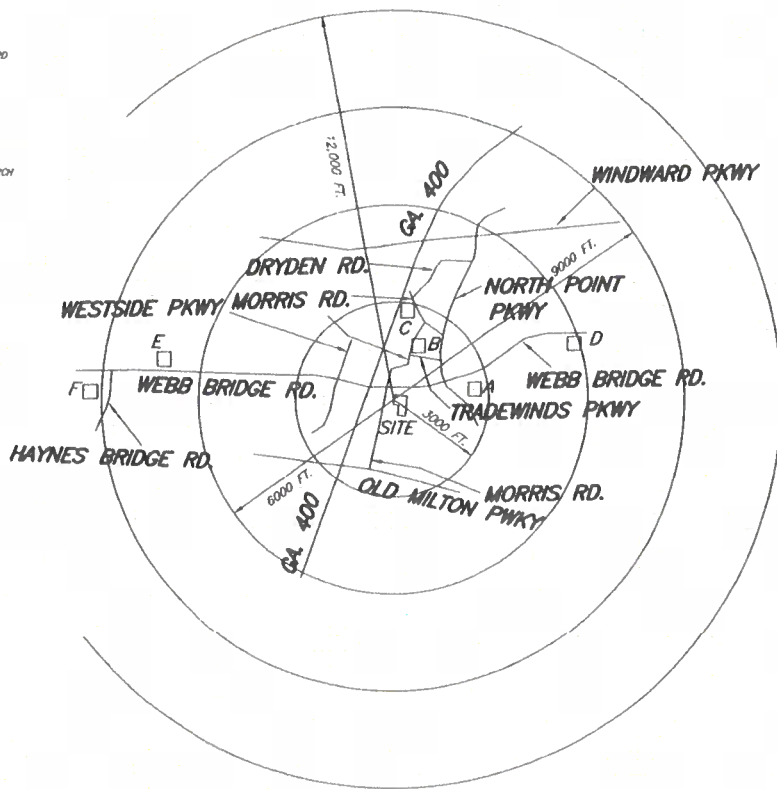 12,000 FT.
GA. 400
WINDWARD PKWY
9000 FT.
DRYDEN RD.
NORTH POINT
PKWY
WESTSIDE PKWY
MORRIS RD.
C
E
B
D
F
WEBB BRIDGE RD.
A
WEBB BRIDGE RD.
TRADEWINDS PKWY
SITE
3000 FT.
HAYNES BRIDGE RD.
6000 FT.
OLD MILTON PWKY
MORRIS RD.
GA. 400